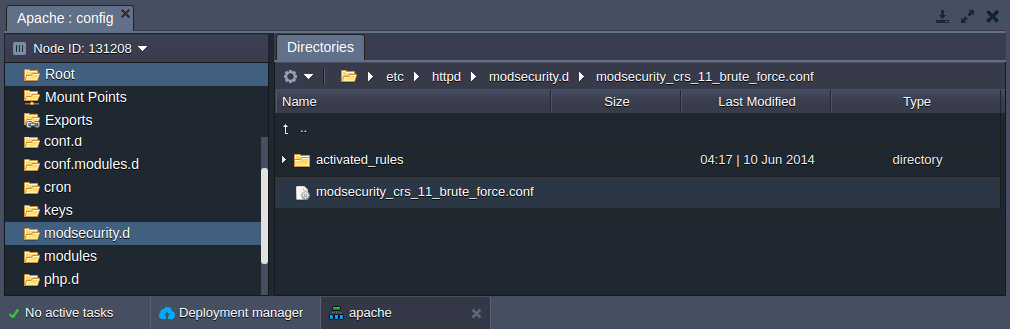 Apache : config
Node ID: 131208
Root
Mount Points
Exports
conf.d
conf.modules.d
cron
keys
modsecurity.d
modules
php.d
Directories
etc httpd modsecurity.d modsecurity_crs_11_brute_force.conf
Name Size Last Modified Type
..
activated_rules 04:17 | 10 Jun 2014 directory
modsecurity_crs_11_brute_force.conf
No active tasks Deployment manager apache